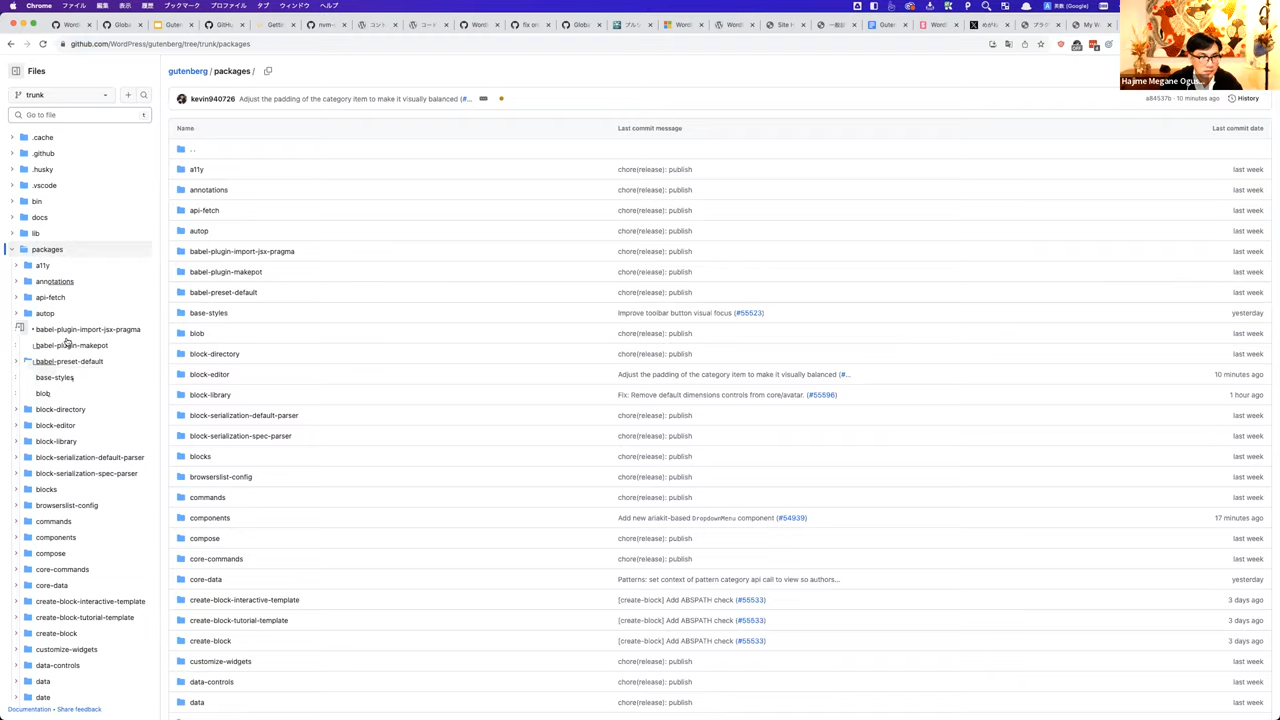 Chrome ファイル 編集 表示 履歴 ブックマーク プロファイル タブ ウィンドウ ヘルプ 英数 (Google)
github.com/WordPress/gutenberg/tree/trunk/packages
Hajime Megane Ogus...
Files
trunk
Go to file
t
.cache
.github
.husky
.vscode
bin
docs
lib
packages
a11y
annotations
api-fetch
autop
babel-plugin-import-jsx-pragma
babel-plugin-makepot
babel-preset-default
base-styles
blob
block-directory
block-editor
block-library
block-serialization-default-parser
block-serialization-spec-parser
blocks
browserslist-config
commands
components
compose
core-commands
core-data
create-block-interactive-template
create-block-tutorial-template
create-block
customize-widgets
data-controls
data
date
Documentation • Share feedback
gutenberg / packages /
kevin940726 Adjust the padding of the category item to make it visually balanced (#... a84537b · 10 minutes ago History
Name Last commit message Last commit date
..
a11y chore(release): publish last week
annotations chore(release): publish last week
api-fetch chore(release): publish last week
autop chore(release): publish last week
babel-plugin-import-jsx-pragma chore(release): publish last week
babel-plugin-makepot chore(release): publish last week
babel-preset-default chore(release): publish last week
base-styles Improve toolbar button visual focus (#55523) yesterday
blob chore(release): publish last week
block-directory chore(release): publish last week
block-editor Adjust the padding of the category item to make it visually balanced (#... 10 minutes ago
block-library Fix: Remove default dimensions controls from core/avatar. (#55596) 1 hour ago
block-serialization-default-parser chore(release): publish last week
block-serialization-spec-parser chore(release): publish last week
blocks chore(release): publish last week
browserslist-config chore(release): publish last week
commands chore(release): publish last week
components Add new ariakit-based DropdownMenu component (#54939) 17 minutes ago
compose chore(release): publish last week
core-commands chore(release): publish last week
core-data Patterns: set context of pattern category api call to view so authors... yesterday
create-block-interactive-template [create-block] Add ABSPATH check (#55533) 3 days ago
create-block-tutorial-template [create-block] Add ABSPATH check (#55533) 3 days ago
create-block [create-block] Add ABSPATH check (#55533) 3 days ago
customize-widgets chore(release): publish last week
data-controls chore(release): publish last week
data chore(release): publish last week